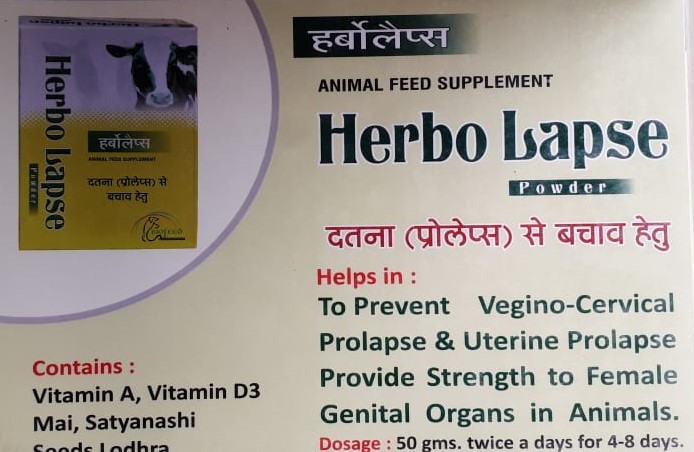 Herbo Lapse
Powder
हर्बोलैप्स
ANIMAL FEED SUPPLEMENT
दतना (प्रोलेप्स) से
बचाव हेतु
हर्बोलैप्स
ANIMAL FEED SUPPLEMENT
Herbo Lapse
Powder
दतना (प्रोलेप्स) से बचाव हेतु
Helps in :
To Prevent Vegino-Cervical
Prolapse & Uterine Prolapse
Provide Strength to Female
Genital Organs in Animals.
Dosage : 50 gms. twice a days for 4-8 days.
Contains :
Vitamin A, Vitamin D3
Mai, Satyanashi
Seeds Lodhra